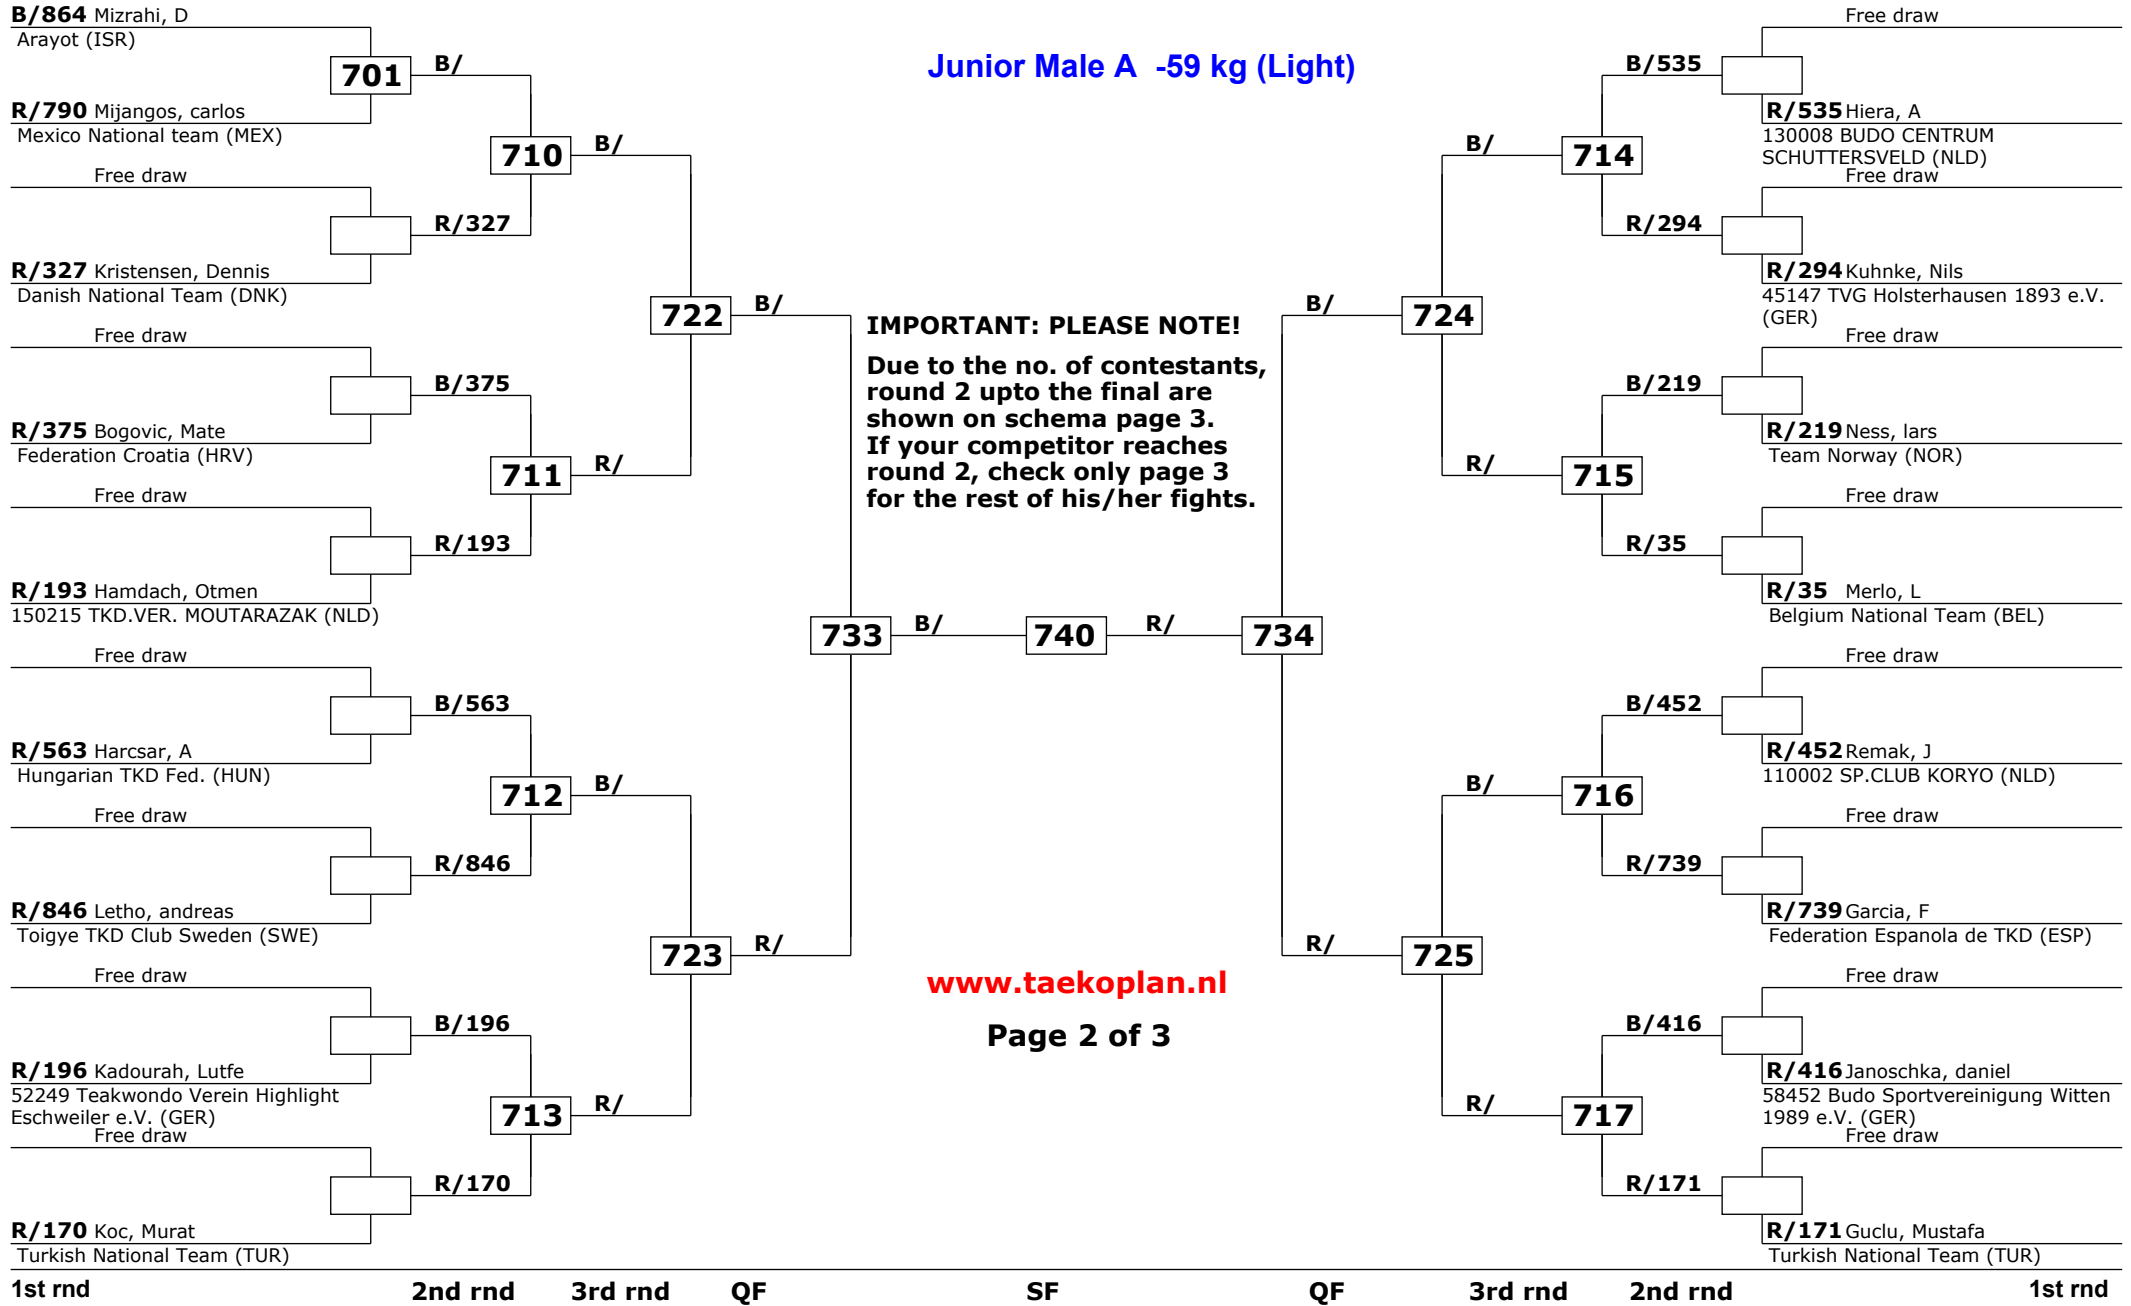 Junior Male A -59 kg (Light)
B/864 Mizrahi, D
Arayot (ISR)
701
B/
R/790 Mijangos, carlos
Mexico National team (MEX)
710
B/
Free draw
R/327
R/327 Kristensen, Dennis
Danish National Team (DNK)
722
B/
Free draw
B/375
R/375 Bogovic, Mate
Federation Croatia (HRV)
711
R/
Free draw
R/193
R/193 Hamdach, Otmen
150215 TKD.VER. MOUTARAZAK (NLD)
733
B/
740
R/
734
Free draw
B/563
R/563 Harcsar, A
Hungarian TKD Fed. (HUN)
712
B/
Free draw
R/846
R/846 Letho, andreas
Toigye TKD Club Sweden (SWE)
723
R/
Free draw
B/196
R/196 Kadourah, Lutfe
52249 Teakwondo Verein Highlight
Eschweiler e.V. (GER)
713
R/
Free draw
R/170
R/170 Koc, Murat
Turkish National Team (TUR)
IMPORTANT: PLEASE NOTE!
Due to the no. of contestants,
round 2 upto the final are
shown on schema page 3.
If your competitor reaches
round 2, check only page 3
for the rest of his/her fights.
www.taekoplan.nl
Page 2 of 3
Free draw
B/535
R/535 Hiera, A
130008 BUDO CENTRUM
SCHUTTERSVELD (NLD)
B/
714
Free draw
R/294
R/294 Kuhnke, Nils
45147 TVG Holsterhausen 1893 e.V.
(GER)
B/
724
Free draw
B/219
R/219 Ness, lars
Team Norway (NOR)
R/
715
Free draw
R/35
R/35 Merlo, L
Belgium National Team (BEL)
Free draw
B/452
R/452 Remak, J
110002 SP.CLUB KORYO (NLD)
B/
716
Free draw
R/739
R/739 Garcia, F
Federation Espanola de TKD (ESP)
R/
725
Free draw
B/416
R/416 Janoschka, daniel
58452 Budo Sportvereinigung Witten
1989 e.V. (GER)
R/
717
Free draw
R/171
R/171 Guclu, Mustafa
Turkish National Team (TUR)
1st rnd 2nd rnd 3rd rnd QF SF QF 3rd rnd 2nd rnd 1st rnd